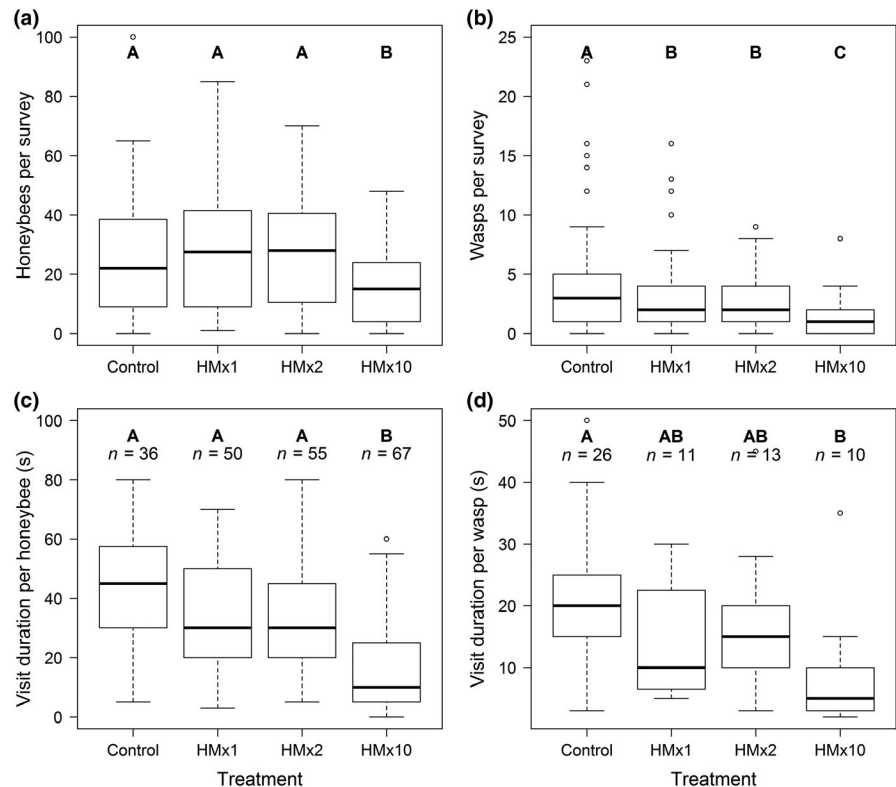 (a)
Honeybees per survey
100
80
60
40
20
0
A A A B
Control HMx1 HMx2 HMx10
(b)
Wasps per survey
25
20
15
10
5
0
A B B C
Control HMx1 HMx2 HMx10
(c)
Visit duration per honeybee (s)
100
80
60
40
20
0
A A A B
n = 36 n = 50 n = 55 n = 67
Control HMx1 HMx2 HMx10
Treatment
(d)
Visit duration per wasp (s)
50
40
30
20
10
A AB AB B
n = 26 n = 11 n = 13 n = 10
Control HMx1 HMx2 HMx10
Treatment